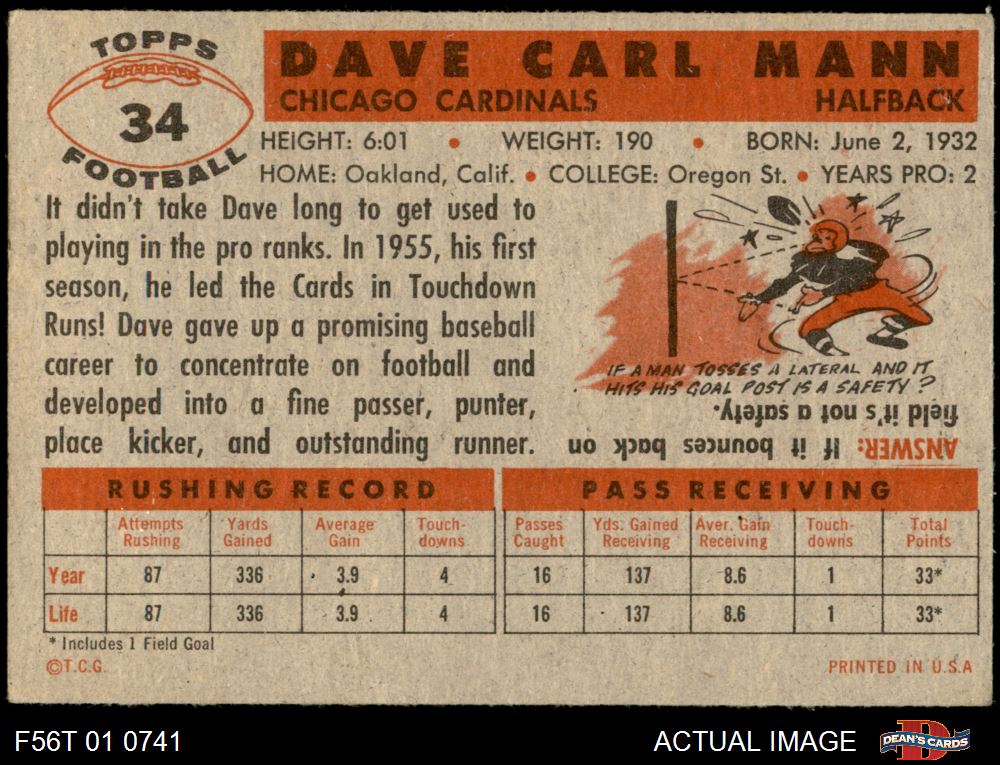 TOPPS
34
FOOTBALL
DAVE CARL MANN
CHICAGO CARDINALS HALFBACK
HEIGHT: 6:01 • WEIGHT: 190 • BORN: June 2, 1932
HOME: Oakland, Calif. • COLLEGE: Oregon St. • YEARS PRO: 2
It didn't take Dave long to get used to
playing in the pro ranks. In 1955, his first
season, he led the Cards in Touchdown
Runs! Dave gave up a promising baseball
career to concentrate on football and
developed into a fine passer, punter,
place kicker, and outstanding runner.
IF A MAN TOSSES A LATERAL AND IT
HITS HIS GOAL POST IS A SAFETY?
ANSWER: If it bounces back on
field it's not a safety.
RUSHING RECORD
Attempts Rushing Yards Gained Average Gain Touch-downs
Year 87 336 3.9 4
Life 87 336 3.9 4
PASS RECEIVING
Passes Caught Yds. Gained Receiving Aver. Gain Receiving Touch-downs Total Points
16 137 8.6 1 33*
16 137 8.6 1 33*
* Includes 1 Field Goal
©T.C.G. PRINTED IN U.S.A
F56T 01 0741 ACTUAL IMAGE
D
DEAN'S CARDS